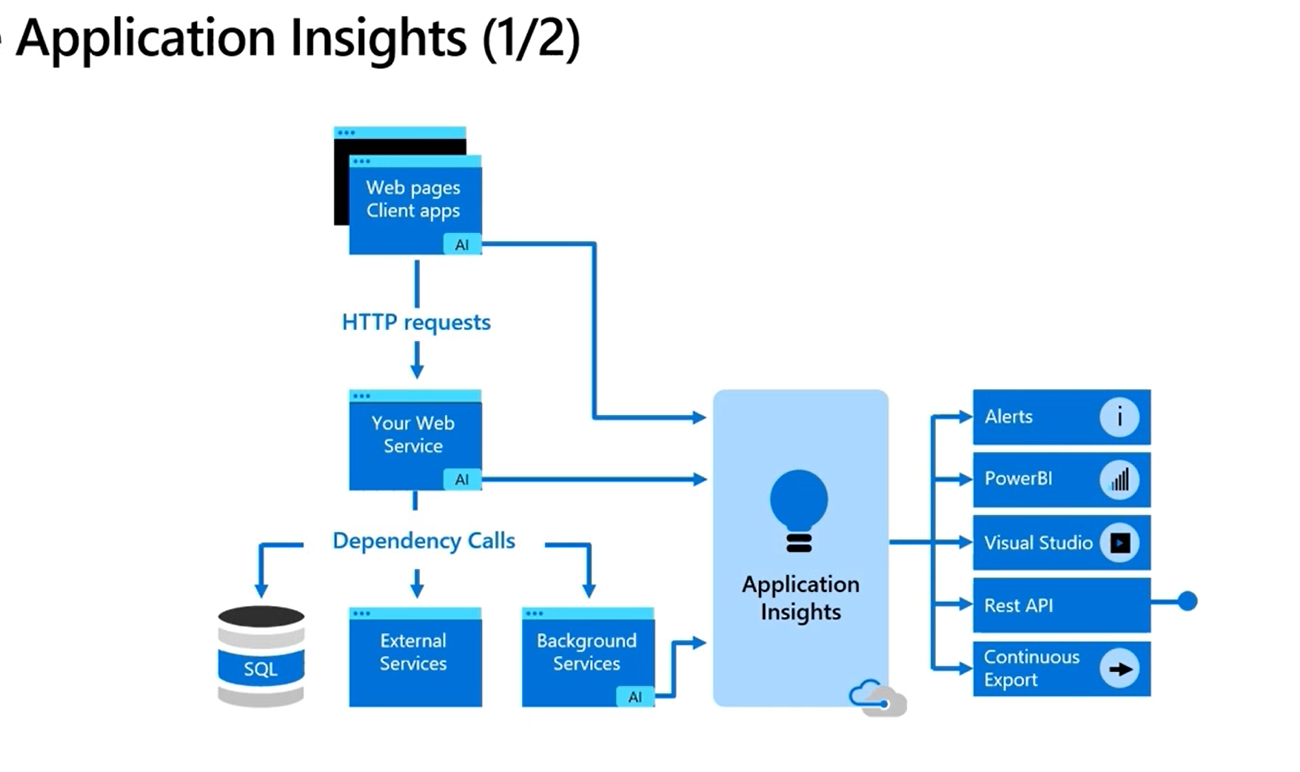 Application Insights (1/2)
Web pages
Client apps
AI
HTTP requests
Your Web
Service
AI
Dependency Calls
SQL
External
Services
Background
Services
AI
Application
Insights
Alerts
i
PowerBI
Visual Studio
Rest API
Continuous
Export